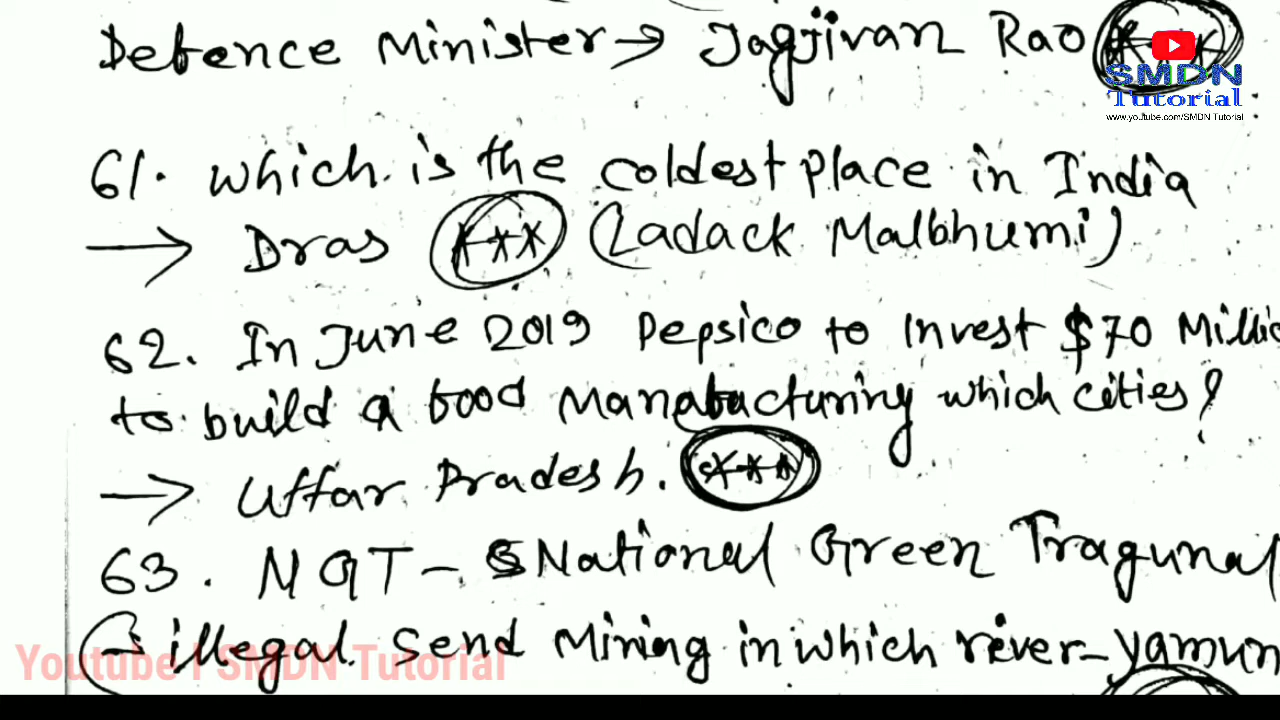 Defence Minister → Jagjivan Rao
SMDN
Tutorial
www.youtube.com/SMDN Tutorial
61. which is the coldest place in India
→ Dras *** (Ladack Malbhumi)
62. In June 2019 Pepsico to Invest $70 Millio
to build a food Manafacturing which cities?
→ Uttar Pradesh. ***
63. NGT - National Green Tragunal
→ illegal Send Mining in which river - yamun
Youtube | SMDN Tutorial